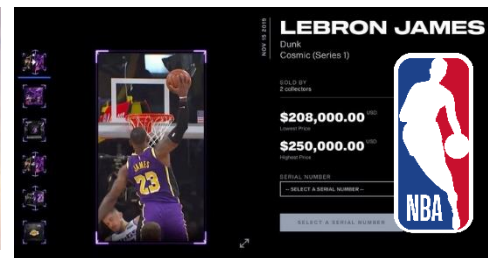 NOV 15 2019
LEBRON JAMES
Dunk
Cosmic (Series 1)
SOLD BY
2 collectors
$208,000.00 USD
Lowest Price
$250,000.00 USD
Highest Price
SERIAL NUMBER
-- SELECT A SERIAL NUMBER --
SELECT A SERIAL NUMBER
JAMES
23
NBA